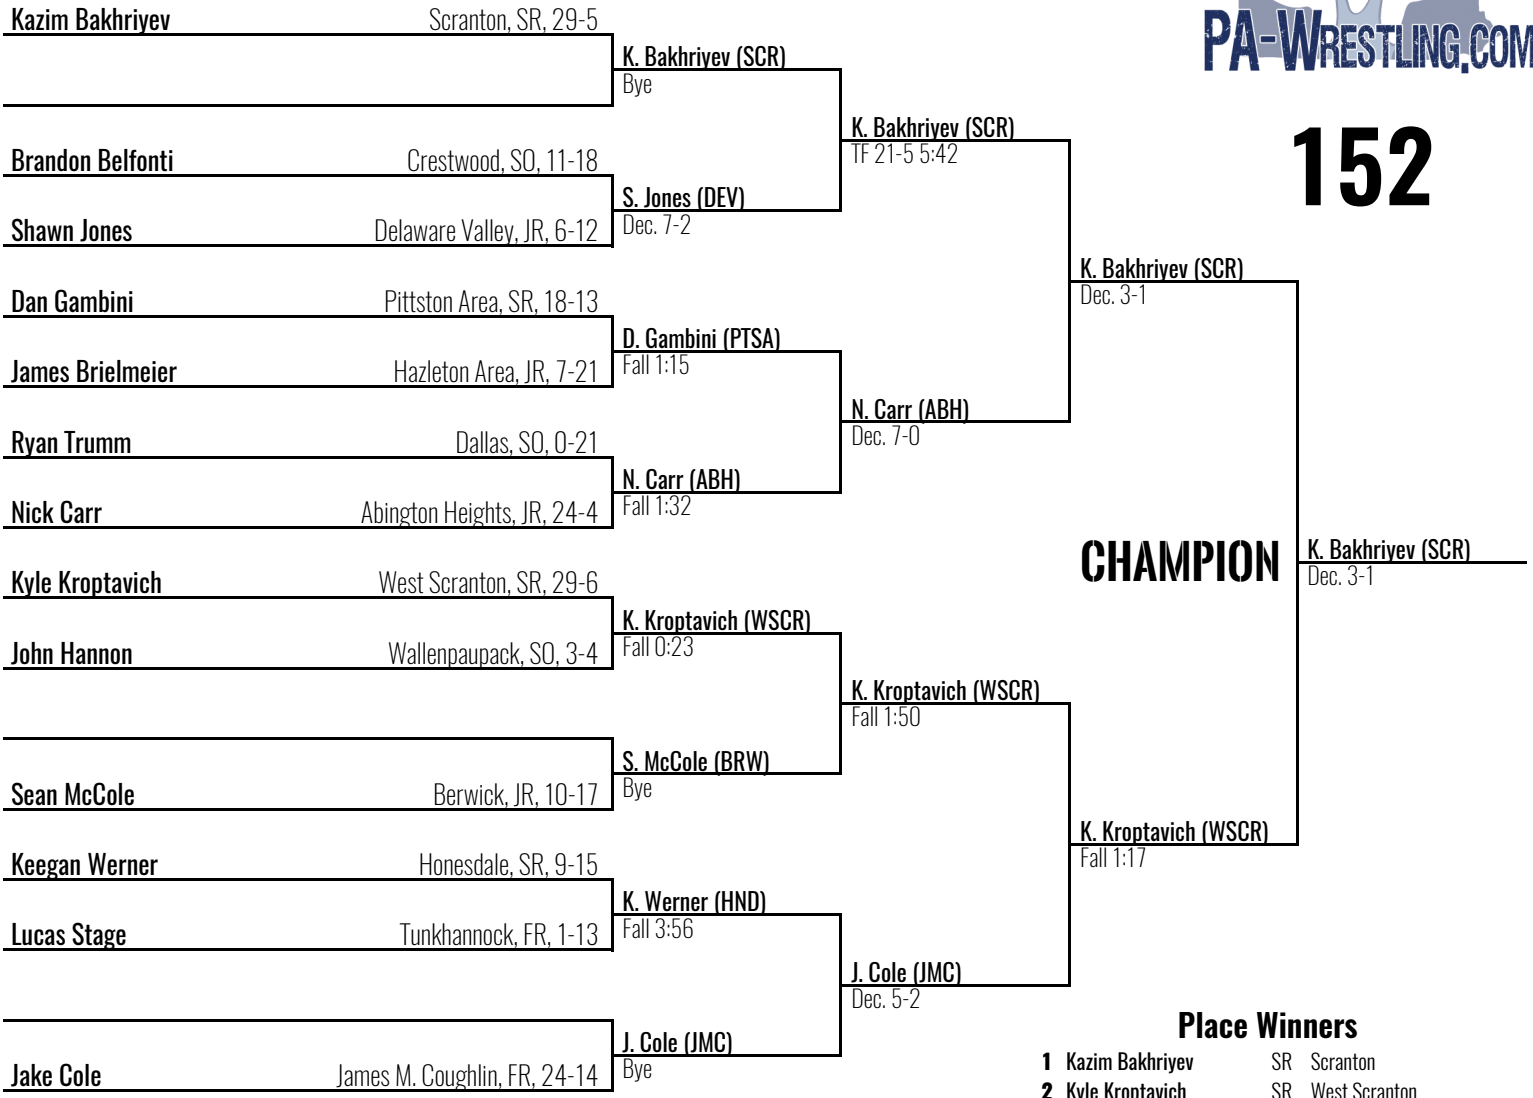 PA-WRESTLING.COM
152
Kazim Bakhriyev Scranton, SR, 29-5
K. Bakhriyev (SCR)
Bye
Brandon Belfonti Crestwood, SO, 11-18
S. Jones (DEV)
Dec. 7-2
Shawn Jones Delaware Valley, JR, 6-12
K. Bakhriyev (SCR)
TF 21-5 5:42
Dan Gambini Pittston Area, SR, 18-13
D. Gambini (PTSA)
Fall 1:15
James Brielmeier Hazleton Area, JR, 7-21
Ryan Trumm Dallas, SO, 0-21
N. Carr (ABH)
Fall 1:32
Nick Carr Abington Heights, JR, 24-4
N. Carr (ABH)
Dec. 7-0
K. Bakhriyev (SCR)
Dec. 3-1
Kyle Kroptavich West Scranton, SR, 29-6
K. Kroptavich (WSCR)
Fall 0:23
John Hannon Wallenpaupack, SO, 3-4
S. McCole (BRW)
Bye
Sean McCole Berwick, JR, 10-17
K. Kroptavich (WSCR)
Fall 1:50
Keegan Werner Honesdale, SR, 9-15
K. Werner (HND)
Fall 3:56
Lucas Stage Tunkhannock, FR, 1-13
J. Cole (JMC)
Bye
Jake Cole James M. Coughlin, FR, 24-14
J. Cole (JMC)
Dec. 5-2
K. Kroptavich (WSCR)
Fall 1:17
CHAMPION
K. Bakhriyev (SCR)
Dec. 3-1
Place Winners
1 Kazim Bakhriyev SR Scranton
2 Kyle Kroptavich SR West Scranton